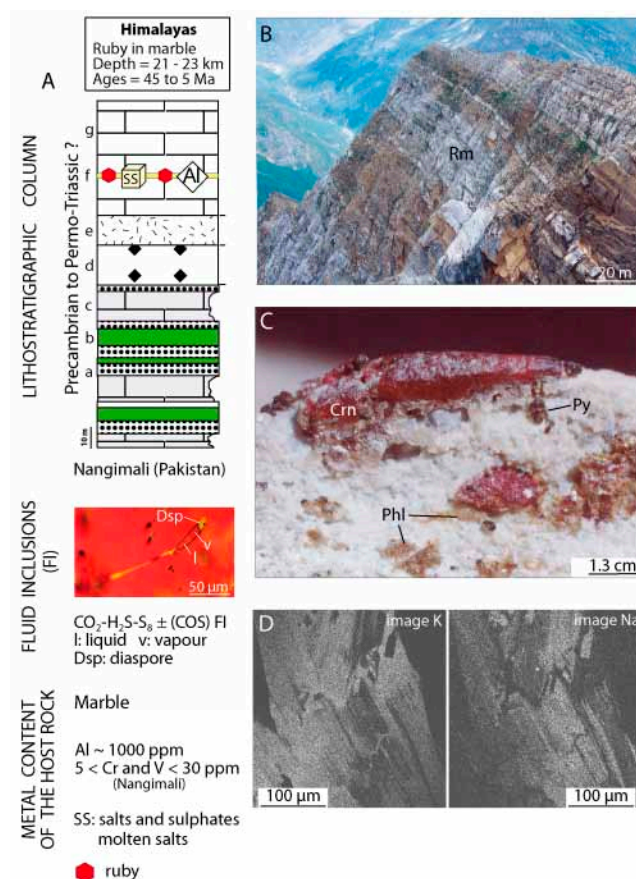 Himalayas
Ruby in marble
Depth = 21 - 23 km
Ages = 45 to 5 Ma
A
LITHOSTRATIGRAPHIC COLUMN
Precambrian to Permo-Triassic ?
g
f
SS
Al
e
d
c
b
a
10 m
Nangimali (Pakistan)
FLUID INCLUSIONS
(FI)
Dsp
l
v
50 µm
CO₂-H₂S-S₈ ± (COS) FI
l: liquid v: vapour
Dsp: diaspore
METAL CONTENT
OF THE HOST ROCK
Marble
Al ~ 1000 ppm
5 < Cr and V < 30 ppm
(Nangimali)
SS: salts and sulphates
molten salts
ruby
B
Rm
20 m
C
Crn
Py
Phl
1.3 cm
D
image K
100 µm
image Na
100 µm